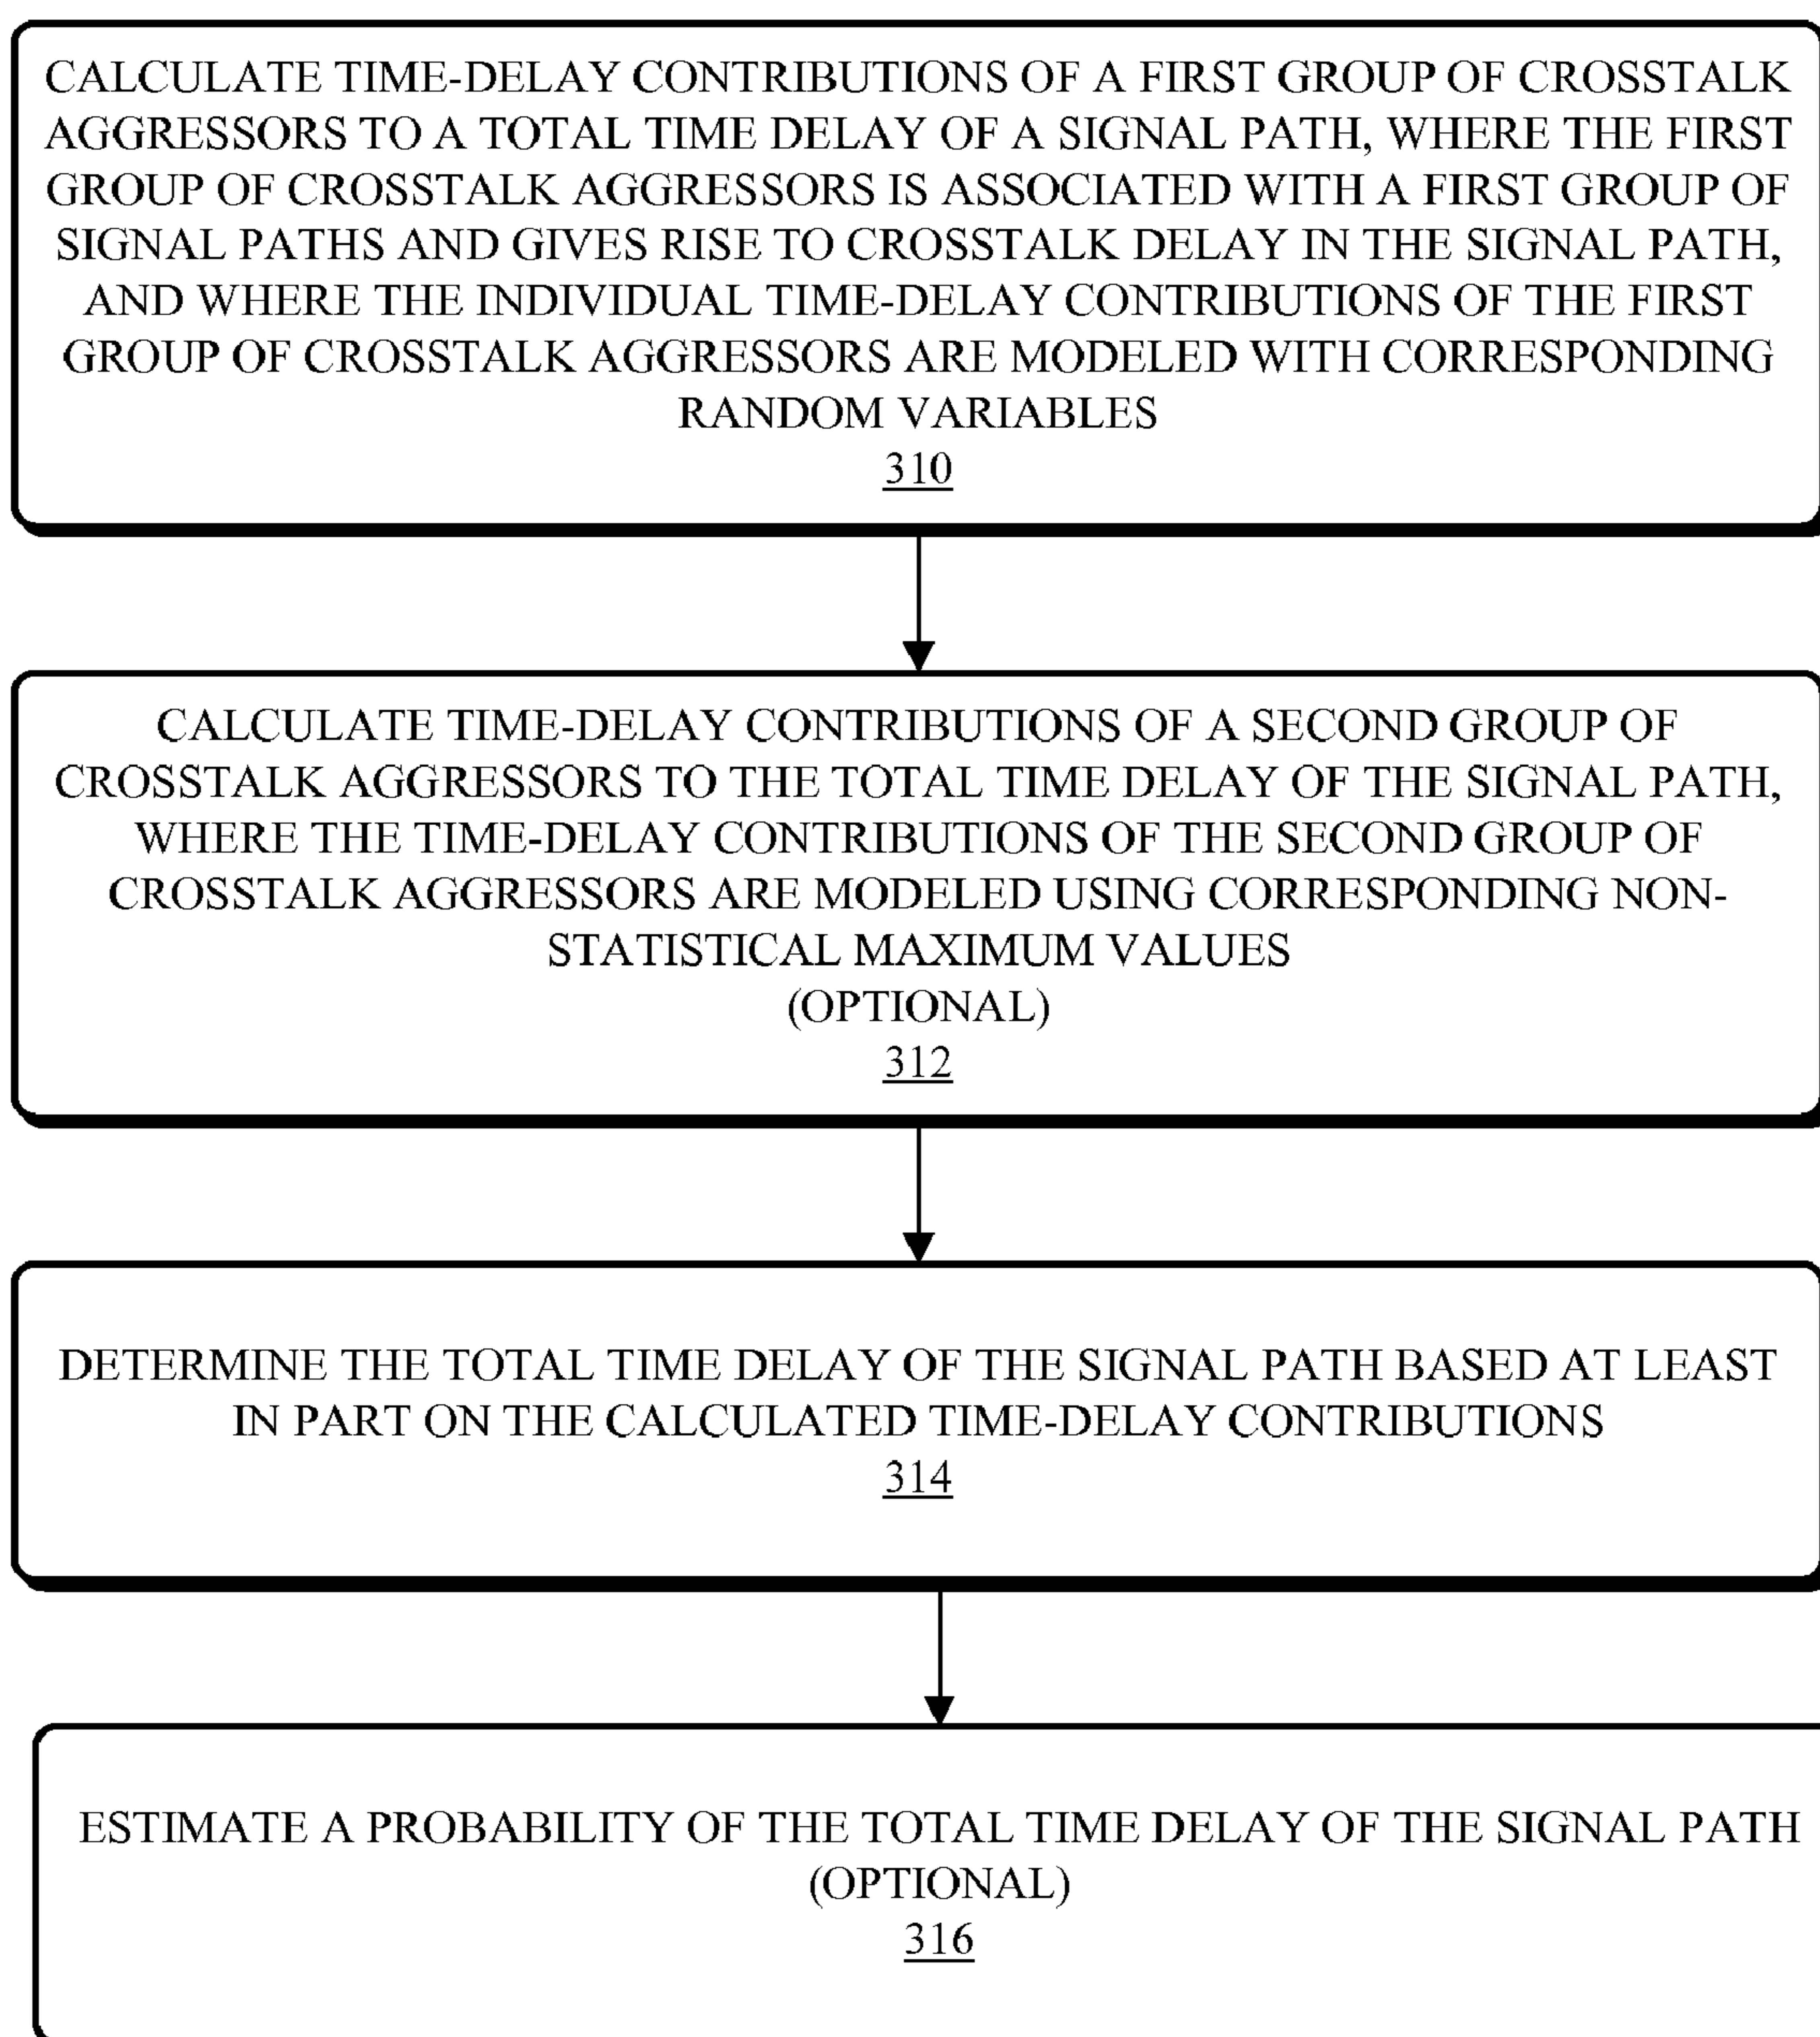 CALCULATE TIME-DELAY CONTRIBUTIONS OF A FIRST GROUP OF CROSSTALK
AGGRESSORS TO A TOTAL TIME DELAY OF A SIGNAL PATH, WHERE THE FIRST
GROUP OF CROSSTALK AGGRESSORS IS ASSOCIATED WITH A FIRST GROUP OF
SIGNAL PATHS AND GIVES RISE TO CROSSTALK DELAY IN THE SIGNAL PATH,
AND WHERE THE INDIVIDUAL TIME-DELAY CONTRIBUTIONS OF THE FIRST
GROUP OF CROSSTALK AGGRESSORS ARE MODELED WITH CORRESPONDING
RANDOM VARIABLES
310
CALCULATE TIME-DELAY CONTRIBUTIONS OF A SECOND GROUP OF
CROSSTALK AGGRESSORS TO THE TOTAL TIME DELAY OF THE SIGNAL PATH,
WHERE THE TIME-DELAY CONTRIBUTIONS OF THE SECOND GROUP OF
CROSSTALK AGGRESSORS ARE MODELED USING CORRESPONDING NON-
STATISTICAL MAXIMUM VALUES
(OPTIONAL)
312
DETERMINE THE TOTAL TIME DELAY OF THE SIGNAL PATH BASED AT LEAST
IN PART ON THE CALCULATED TIME-DELAY CONTRIBUTIONS
314
ESTIMATE A PROBABILITY OF THE TOTAL TIME DELAY OF THE SIGNAL PATH
(OPTIONAL)
316